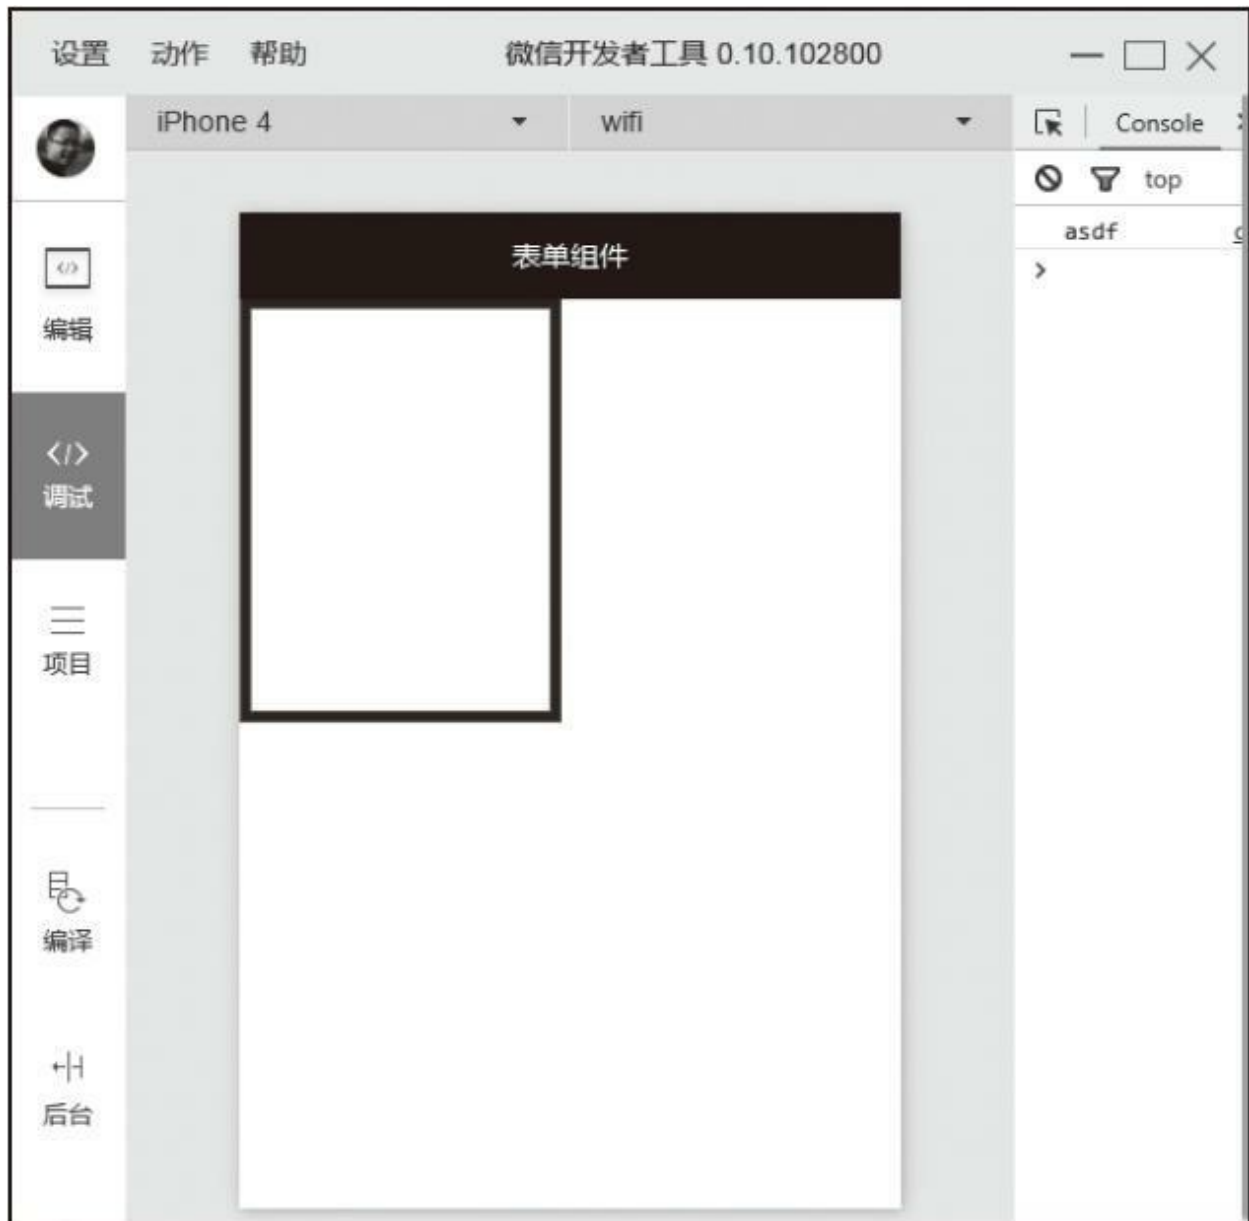 设置 动作 帮助 微信开发者工具 0.10.102800
iPhone 4 wifi Console
top
asdf
表单组件
编辑
调试
项目
编译
后台